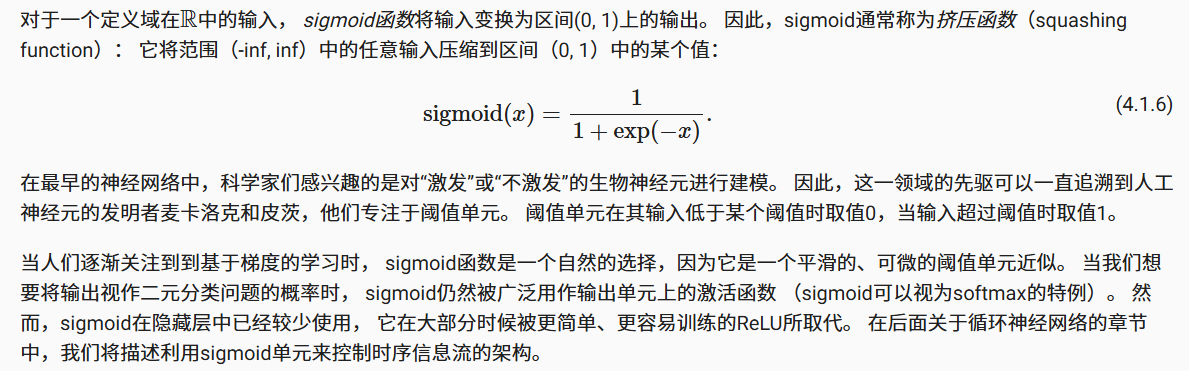 对于一个定义域在ℝ中的输入， sigmoid函数将输入变换为区间(0, 1)上的输出。 因此，sigmoid通常称为挤压函数（squashing
function）： 它将范围（-inf, inf）中的任意输入压缩到区间（0, 1）中的某个值：
sigmoid(x) = 1 / (1 + exp(−x)). (4.1.6)
在最早的神经网络中，科学家们感兴趣的是对“激发”或“不激发”的生物神经元进行建模。 因此，这一领域的先驱可以一直追溯到人工
神经元的发明者麦卡洛克和皮茨，他们专注于阈值单元。 阈值单元在其输入低于某个阈值时取值0，当输入超过阈值时取值1。
当人们逐渐关注到到基于梯度的学习时， sigmoid函数是一个自然的选择，因为它是一个平滑的、可微的阈值单元近似。 当我们想
要将输出视作二元分类问题的概率时， sigmoid仍然被广泛用作输出单元上的激活函数 （sigmoid可以视为softmax的特例）。 然
而，sigmoid在隐藏层中已经较少使用， 它在大部分时候被更简单、更容易训练的ReLU所取代。 在后面关于循环神经网络的章节
中，我们将描述利用sigmoid单元来控制时序信息流的架构。